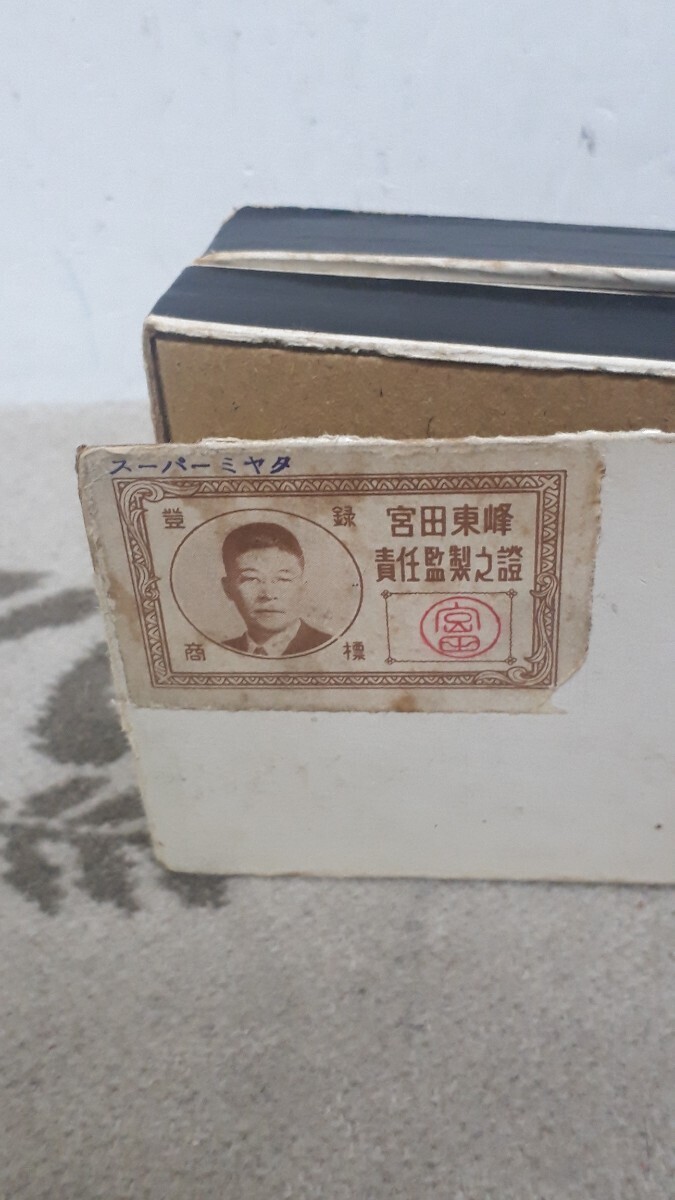 スーパーミヤタ
登録
商標
宮田東峰
責任監製之證
宮田